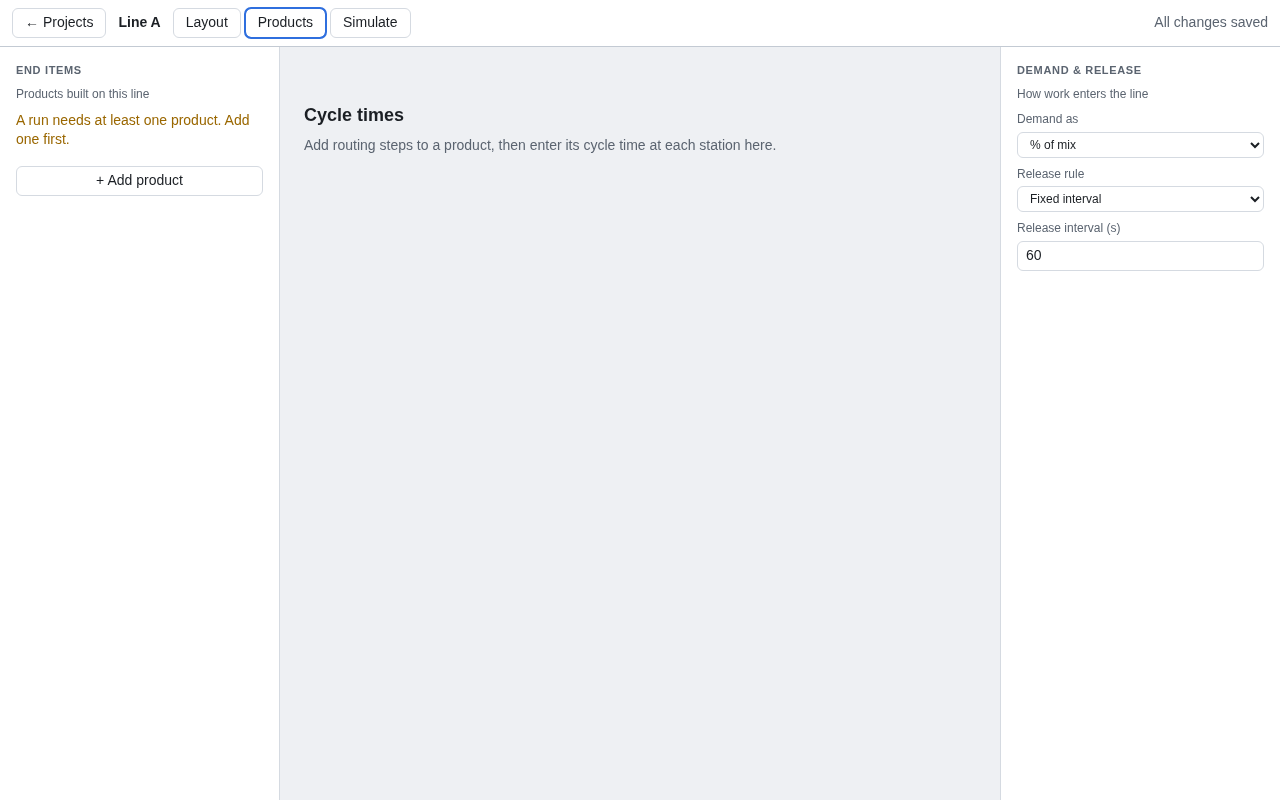 ← Projects
Line A
Layout
Products
Simulate
All changes saved
END ITEMS
Products built on this line
A run needs at least one product. Add
one first.
+ Add product
Cycle times
Add routing steps to a product, then enter its cycle time at each station here.
DEMAND & RELEASE
How work enters the line
Demand as
% of mix
Release rule
Fixed interval
Release interval (s)
60